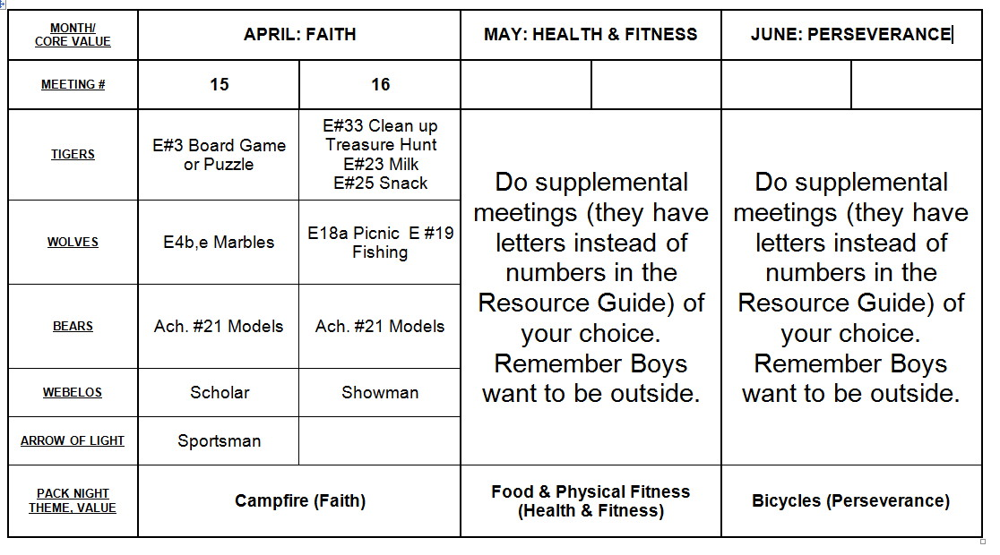 MONTH/
CORE VALUE
APRIL: FAITH
MAY: HEALTH & FITNESS
JUNE: PERSEVERANCE
MEETING #
15
16
TIGERS
E#3 Board Game
or Puzzle
E#33 Clean up
Treasure Hunt
E#23 Milk
E#25 Snack
Do supplemental
meetings (they have
letters instead of
numbers in the
Resource Guide) of
your choice.
Remember Boys
want to be outside.
Do supplemental
meetings (they have
letters instead of
numbers in the
Resource Guide) of
your choice.
Remember Boys
want to be outside.
WOLVES
E4b,e Marbles
E18a Picnic  E #19
Fishing
BEARS
Ach. #21 Models
Ach. #21 Models
WEBELOS
Scholar
Showman
ARROW OF LIGHT
Sportsman
PACK NIGHT
THEME, VALUE
Campfire (Faith)
Food & Physical Fitness
(Health & Fitness)
Bicycles (Perseverance)